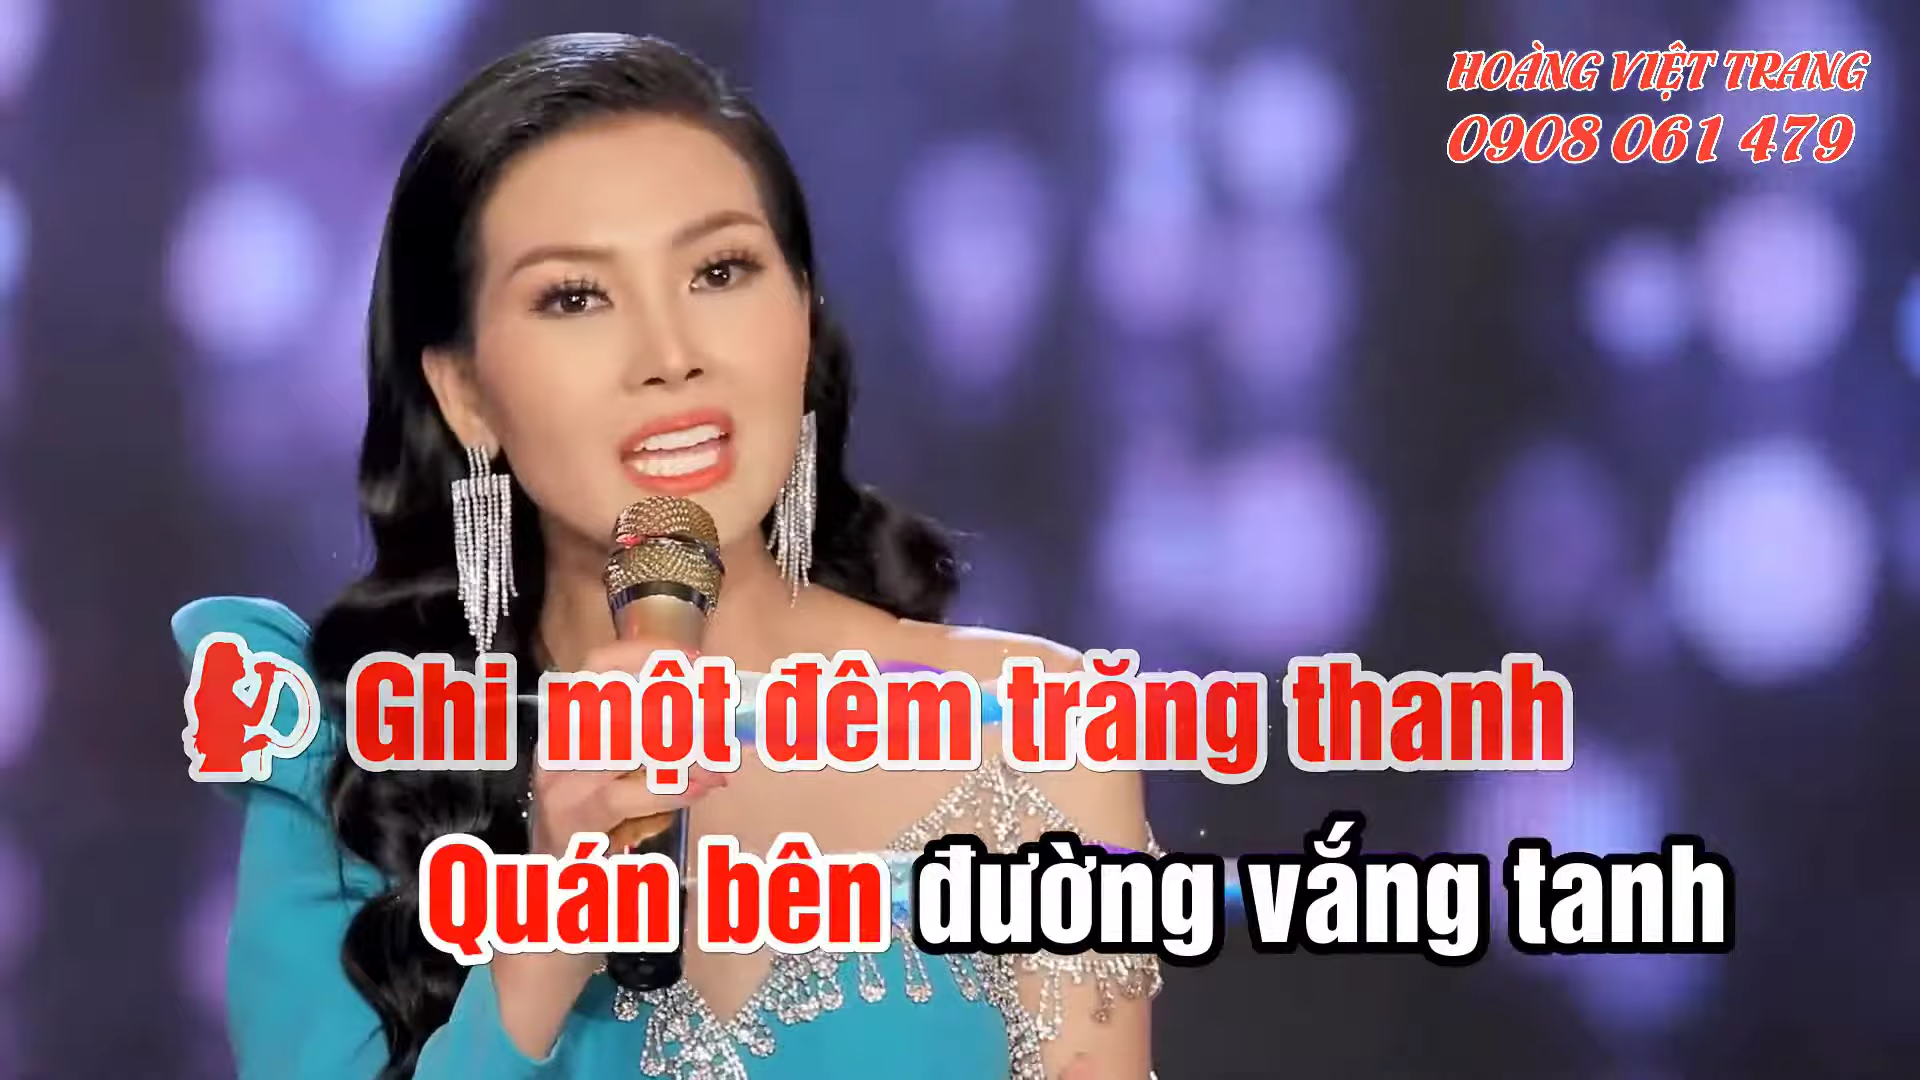 HOÀNG VIỆT TRANG
0908 061 479
Ghi một đêm trăng thanh
Quán bên đường vắng tanh